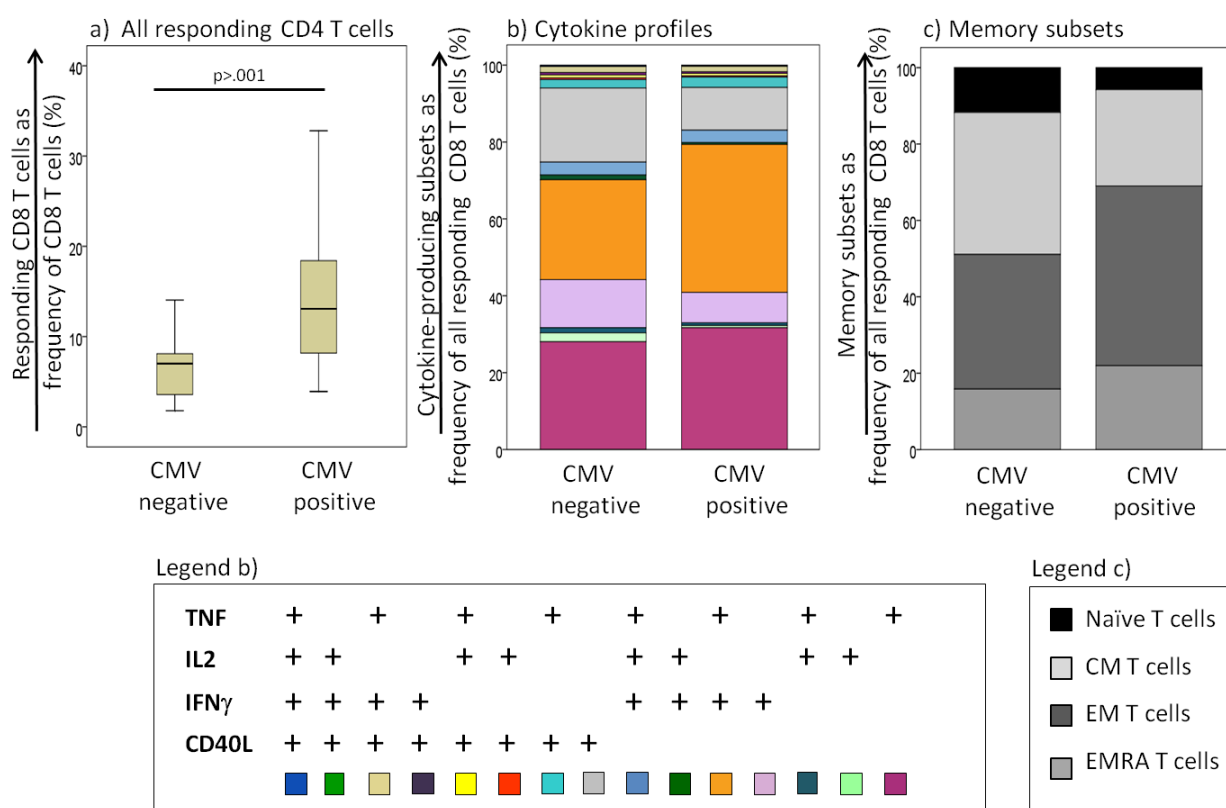 a) All responding CD4 T cells
Responding CD8 T cells as
frequency of CD8 T cells (%)
40
30
20
10
0
p>.001
CMV
negative
CMV
positive
b) Cytokine profiles
Cytokine-producing subsets as
frequency of all responding CD8 T cells (%)
100
80
60
40
20
0
CMV
negative
CMV
positive
c) Memory subsets
Memory subsets as
frequency of all responding CD8 T cells (%)
100
80
60
40
20
0
CMV
negative
CMV
positive
Legend b)
TNF + + + + + + + +
IL2 + + + + + + + +
IFNγ + + + + + + + +
CD40L + + + + + + + +
Legend c)
Naïve T cells
CM T cells
EM T cells
EMRA T cells